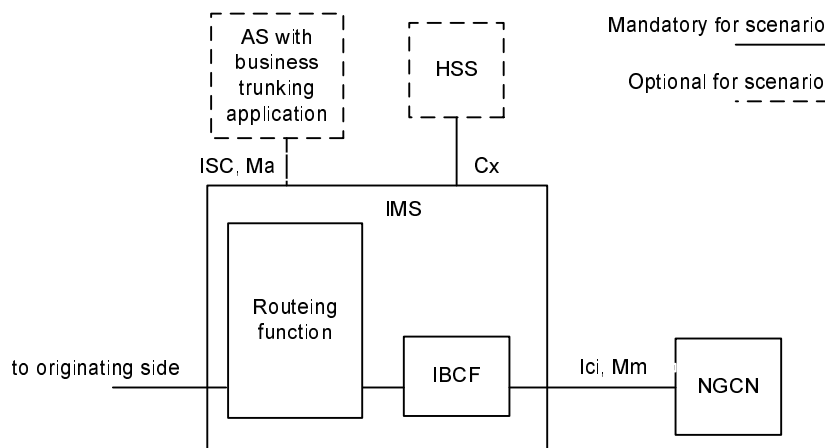 Mandatory for scenario
Optional for scenario
AS with
business
trunking
application
HSS
ISC, Ma
Cx
IMS
Routeing
function
to originating side
IBCF
Ici, Mm
NGCN